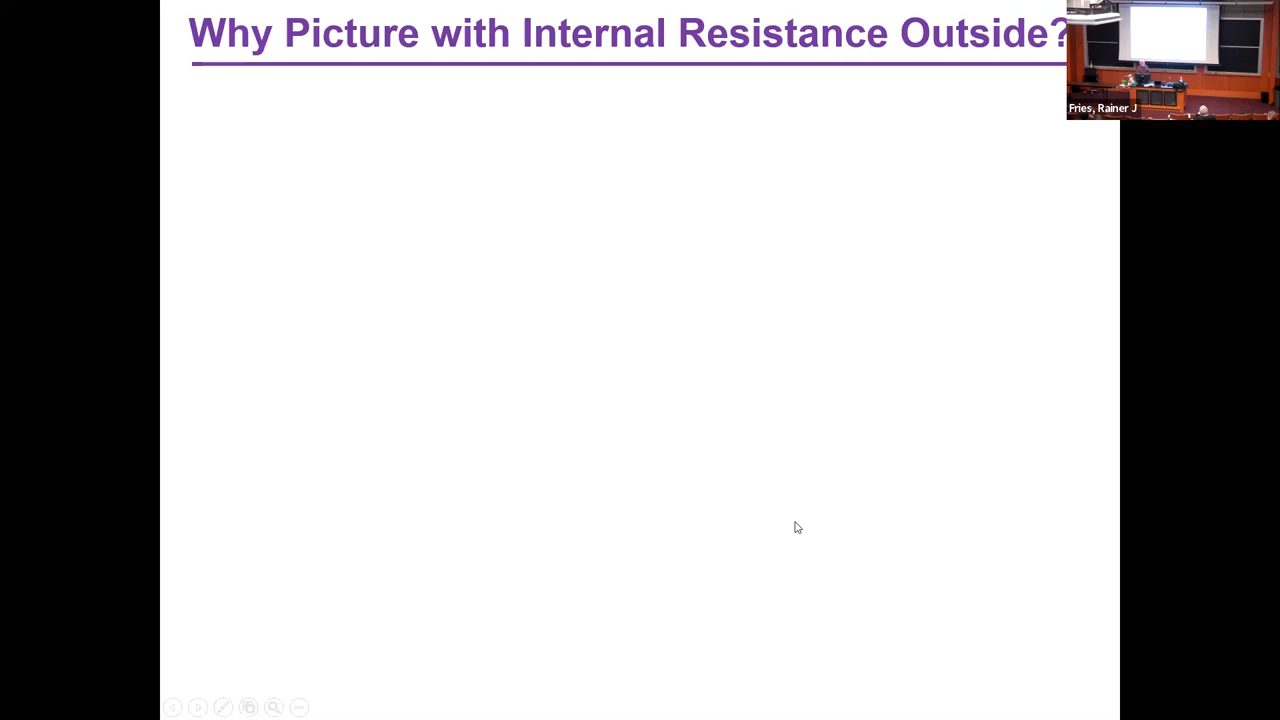 Why Picture with Internal Resistance Outside?
Fries, Rainer J